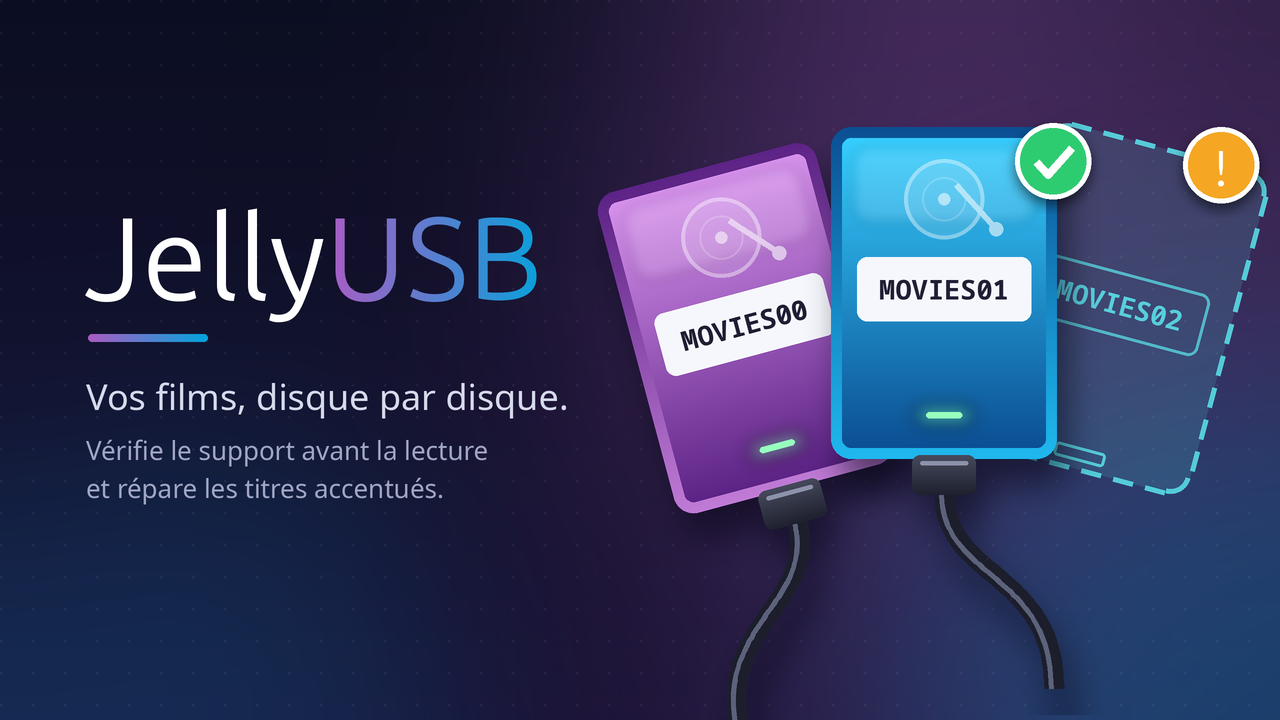 JellyUSB
Vos films, disque par disque.
Vérifie le support avant la lecture
et répare les titres accentués.
MOVIES00
MOVIES01
MOVIES02
!